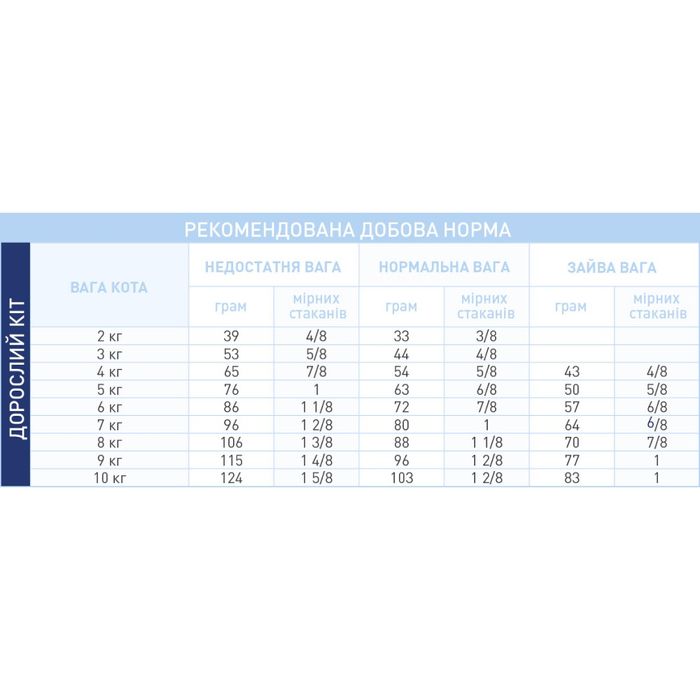 РЕКОМЕНДОВАНА ДОБОВА НОРМА
ДОРОСЛИЙ КІТ
ВАГА КОТА НЕДОСТАТНЯ ВАГА НОРМАЛЬНА ВАГА ЗАЙВА ВАГА
грам мірних стаканів грам мірних стаканів грам мірних стаканів
2 кг 39 4/8 33 3/8
3 кг 53 5/8 44 4/8
4 кг 65 7/8 54 5/8 43 4/8
5 кг 76 1 63 6/8 50 5/8
6 кг 86 1 1/8 72 7/8 57 6/8
7 кг 96 1 2/8 80 1 64 6/8
8 кг 106 1 3/8 88 1 1/8 70 7/8
9 кг 115 1 4/8 96 1 2/8 77 1
10 кг 124 1 5/8 103 1 2/8 83 1